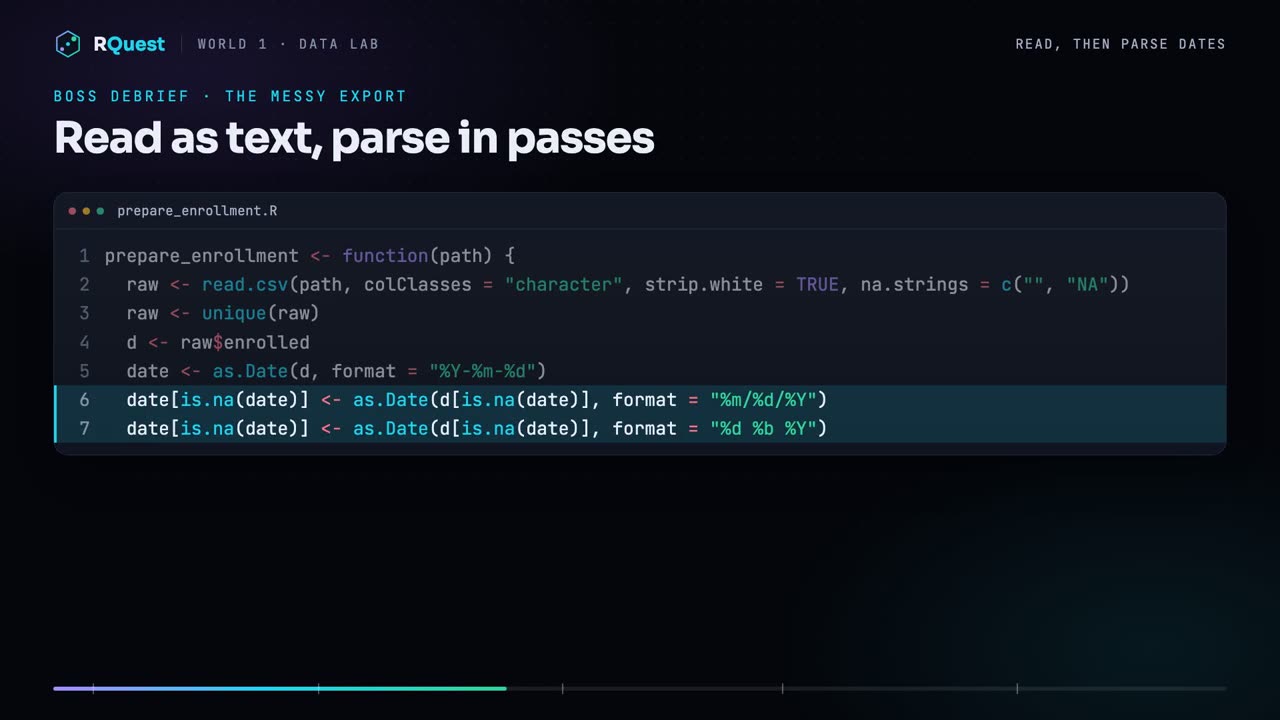 RQuest WORLD 1 · DATA LAB
READ, THEN PARSE DATES
BOSS DEBRIEF · THE MESSY EXPORT
Read as text, parse in passes
prepare_enrollment.R
1 prepare_enrollment <- function(path) {
2   raw <- read.csv(path, colClasses = "character", strip.white = TRUE, na.strings = c("", "NA"))
3   raw <- unique(raw)
4   d <- raw$enrolled
5   date <- as.Date(d, format = "%Y-%m-%d")
6   date[is.na(date)] <- as.Date(d[is.na(date)], format = "%m/%d/%Y")
7   date[is.na(date)] <- as.Date(d[is.na(date)], format = "%d %b %Y")